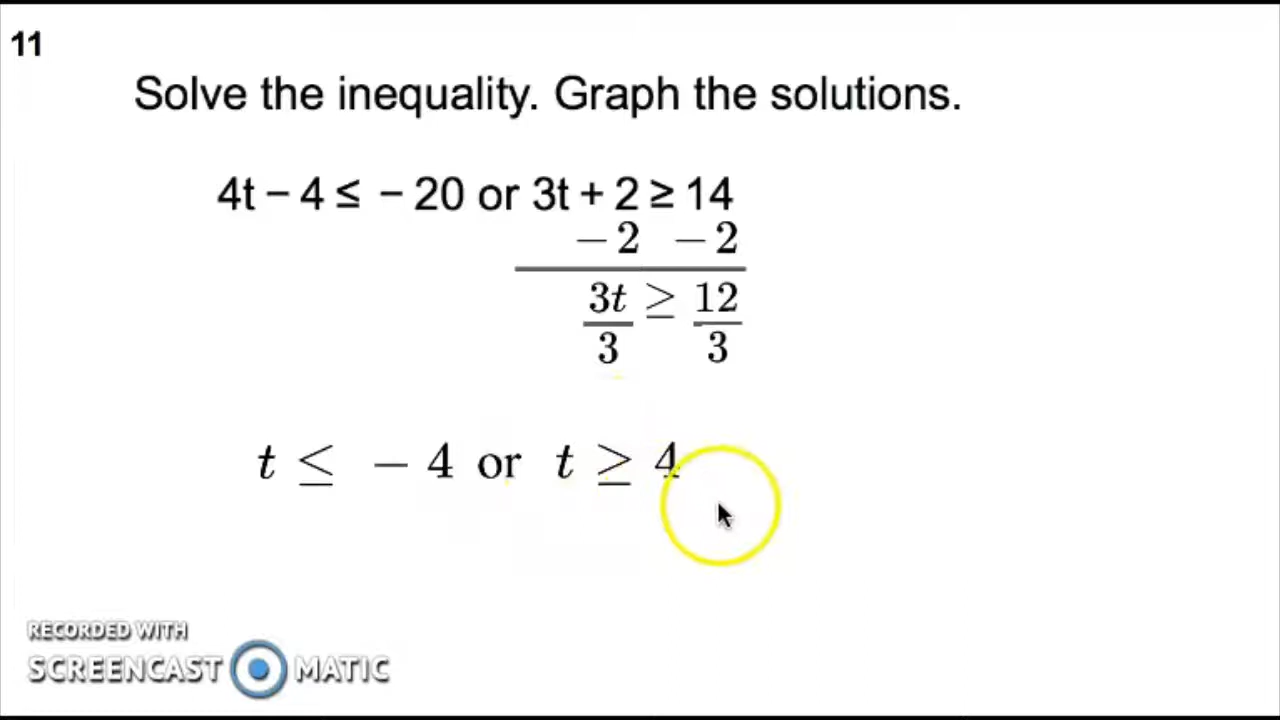 11
Solve the inequality. Graph the solutions.
4t − 4 ≤ − 20 or 3t + 2 ≥ 14
− 2 − 2
3t ≥ 12
3 3
t ≤ − 4 or t ≥ 4
RECORDED WITH
SCREENCAST MATIC